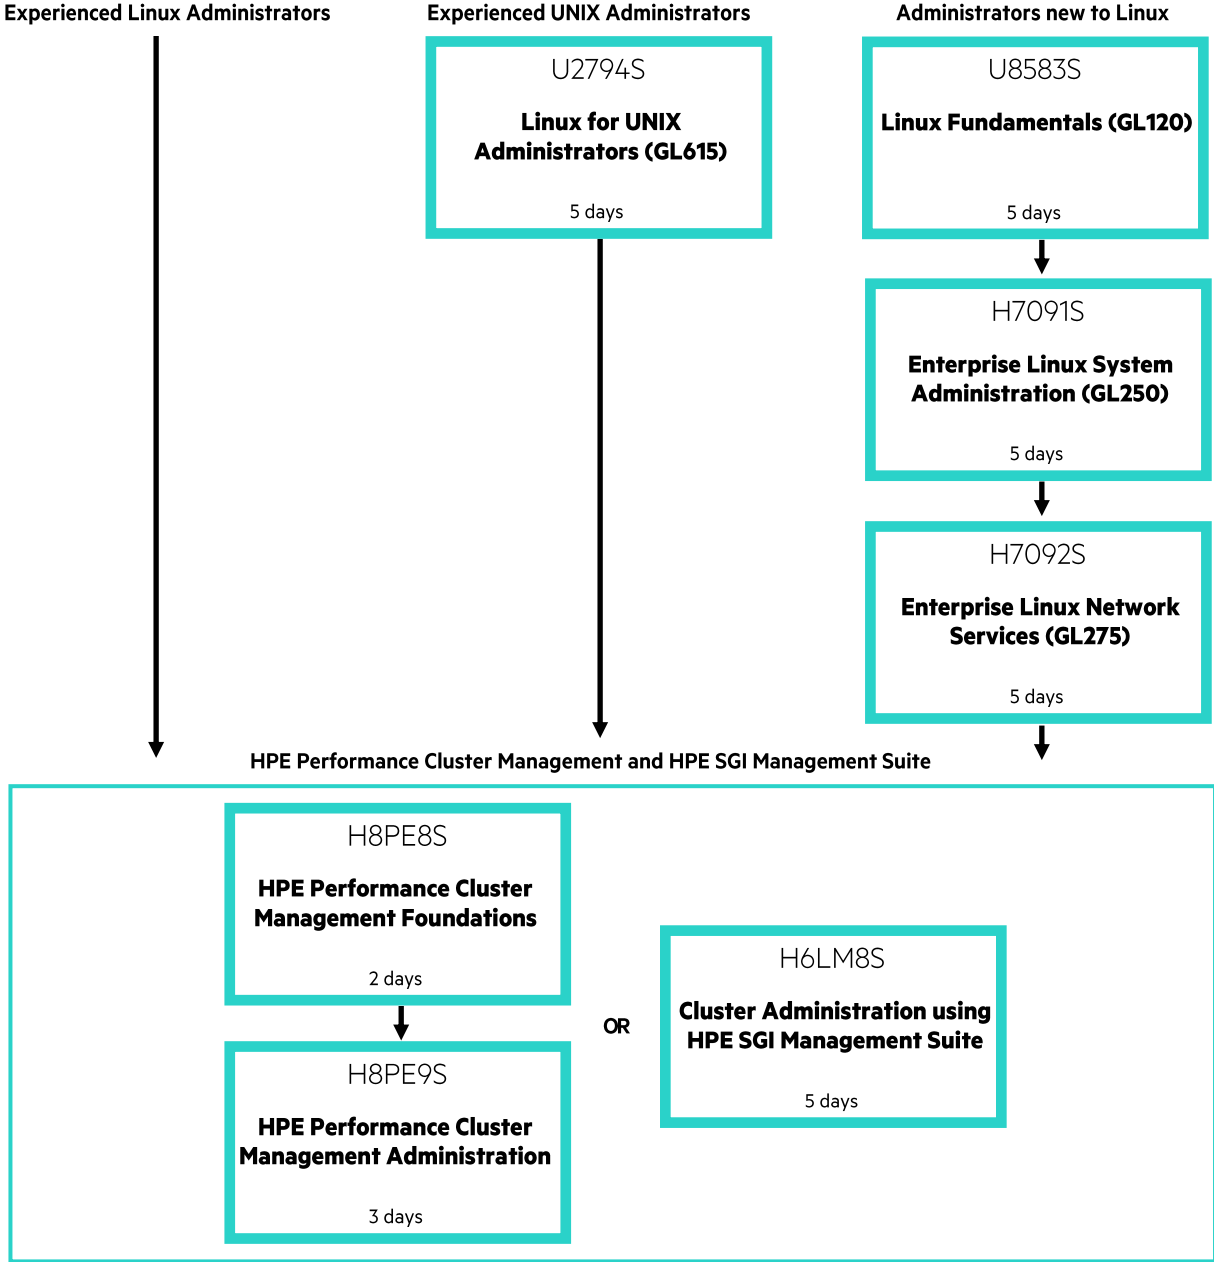 Experienced Linux Administrators
Experienced UNIX Administrators
Administrators new to Linux
U2794S
Linux for UNIX
Administrators (GL615)
5 days
U8583S
Linux Fundamentals (GL120)
5 days
H7091S
Enterprise Linux System
Administration (GL250)
5 days
H7092S
Enterprise Linux Network
Services (GL275)
5 days
HPE Performance Cluster Management and HPE SGI Management Suite
H8PE8S
HPE Performance Cluster
Management Foundations
2 days
H8PE9S
HPE Performance Cluster
Management Administration
3 days
OR
H6LM8S
Cluster Administration using
HPE SGI Management Suite
5 days